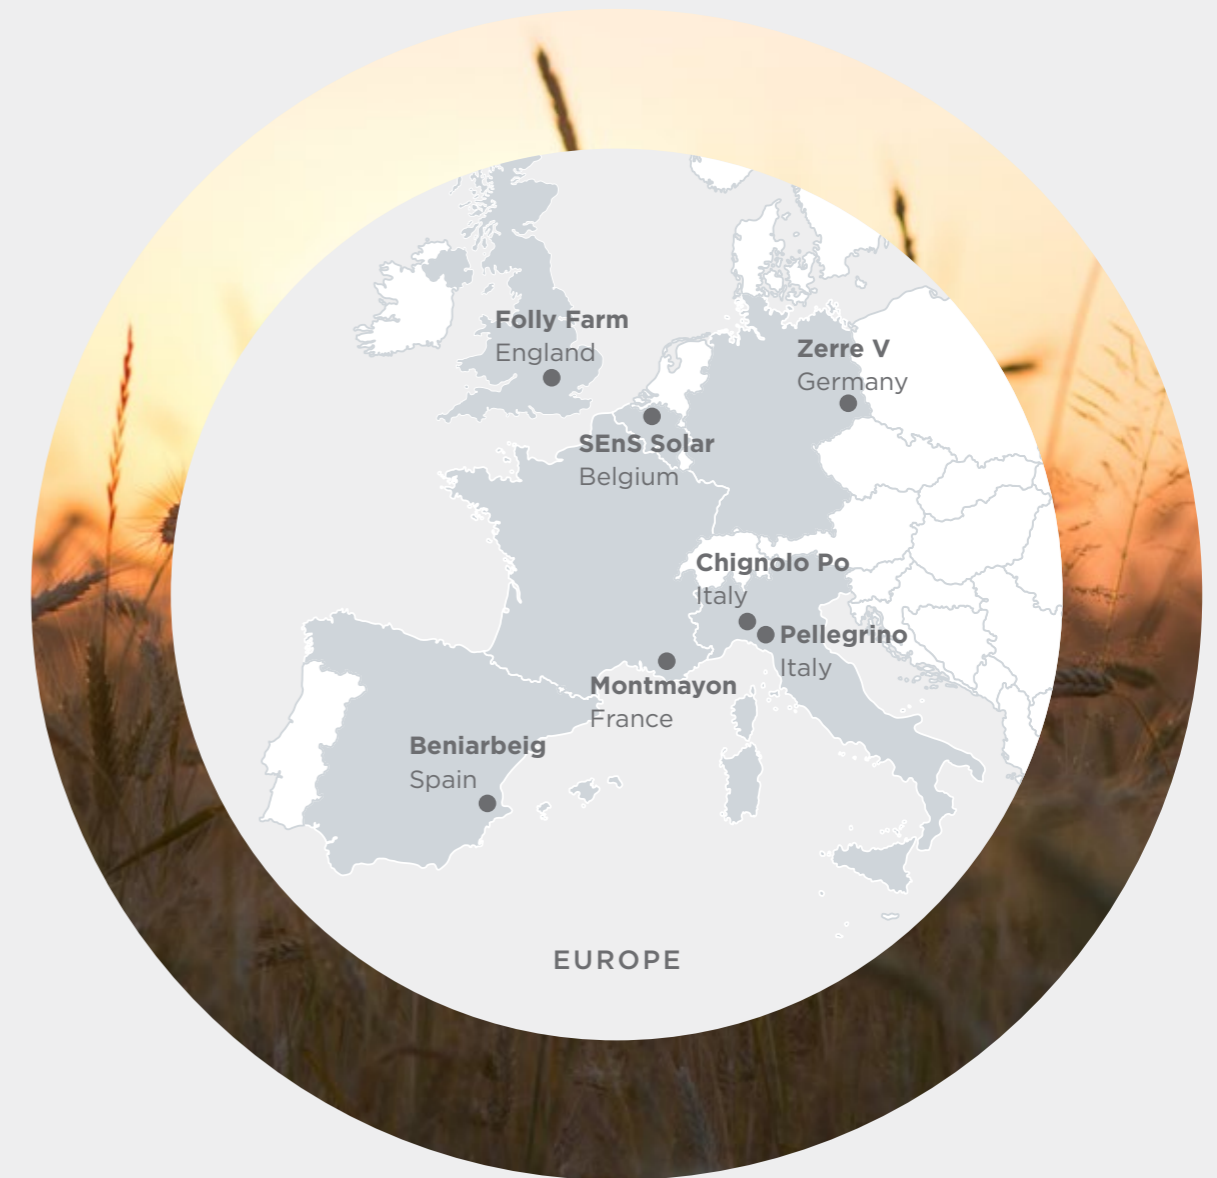 Folly Farm
England
Zerre V
Germany
SEnS Solar
Belgium
Chignolo Po
Italy
Pellegrino
Italy
Montmayon
France
Beniarbeig
Spain
EUROPE